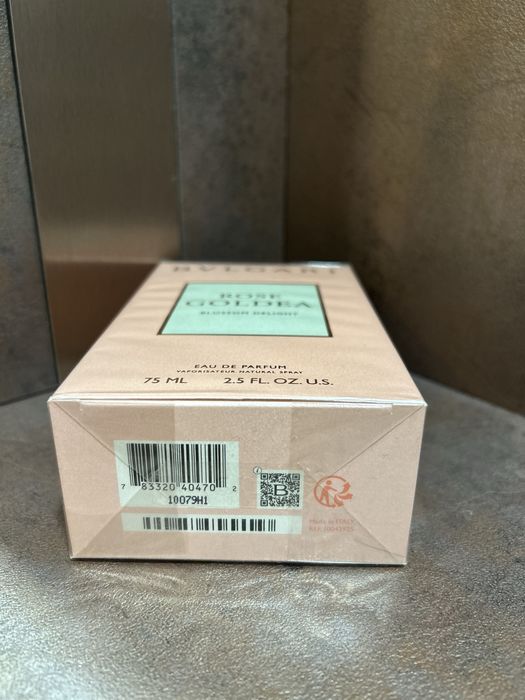 BVLGARI
ROSE
GOLDEA
BLOSSOM DELIGHT
EAU DE PARFUM
VAPORISATEUR NATURAL SPRAY
75 ML 2.5 FL. OZ. U.S.
7 83320 40470 2
10079H1
i
B
Made in ITALY